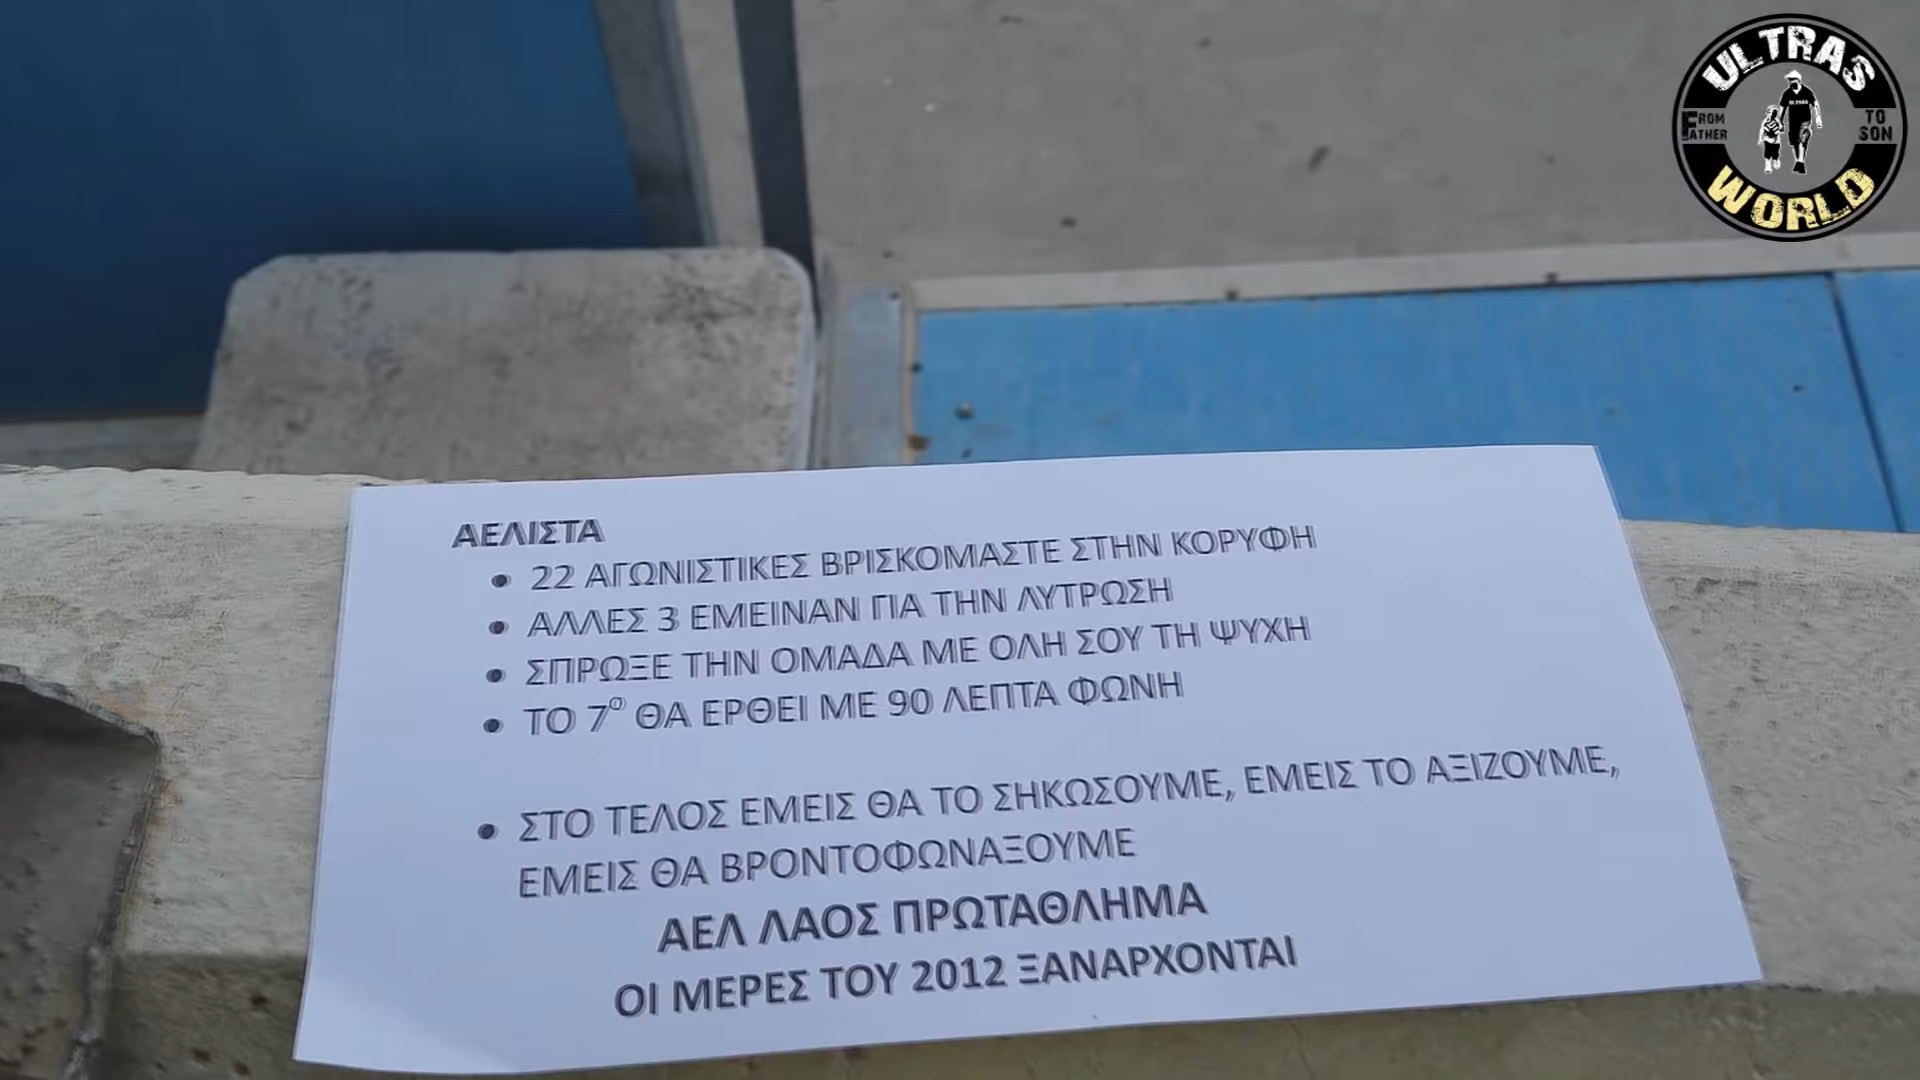 ULTRAS
FROM FATHER TO SON
WORLD
ΑΕΛΙΣΤΑ
• 22 ΑΓΩΝΙΣΤΙΚΕΣ ΒΡΙΣΚΟΜΑΣΤΕ ΣΤΗΝ ΚΟΡΥΦΗ
• ΑΛΛΕΣ 3 ΕΜΕΙΝΑΝ ΓΙΑ ΤΗΝ ΛΥΤΡΩΣΗ
• ΣΠΡΩΞΕ ΤΗΝ ΟΜΑΔΑ ΜΕ ΟΛΗ ΣΟΥ ΤΗ ΨΥΧΗ
• ΤΟ 7ο ΘΑ ΕΡΘΕΙ ΜΕ 90 ΛΕΠΤΑ ΦΩΝΗ
• ΣΤΟ ΤΕΛΟΣ ΕΜΕΙΣ ΘΑ ΤΟ ΣΗΚΩΣΟΥΜΕ, ΕΜΕΙΣ ΤΟ ΑΞΙΖΟΥΜΕ,
ΕΜΕΙΣ ΘΑ ΒΡΟΝΤΟΦΩΝΑΞΟΥΜΕ
ΑΕΛ ΛΑΟΣ ΠΡΩΤΑΘΛΗΜΑ
ΟΙ ΜΕΡΕΣ ΤΟΥ 2012 ΞΑΝΑΡΧΟΝΤΑΙ